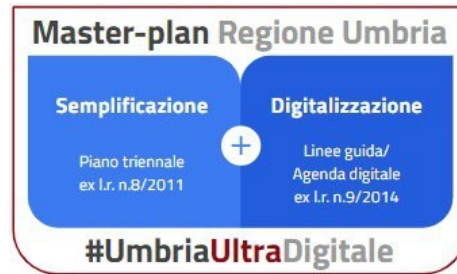 Master-plan Regione Umbria
Semplificazione
Piano triennale
ex l.r. n.8/2011
+
Digitalizzazione
Linee guida/
Agenda digitale
ex l.r. n.9/2014
#UmbriaUltraDigitale